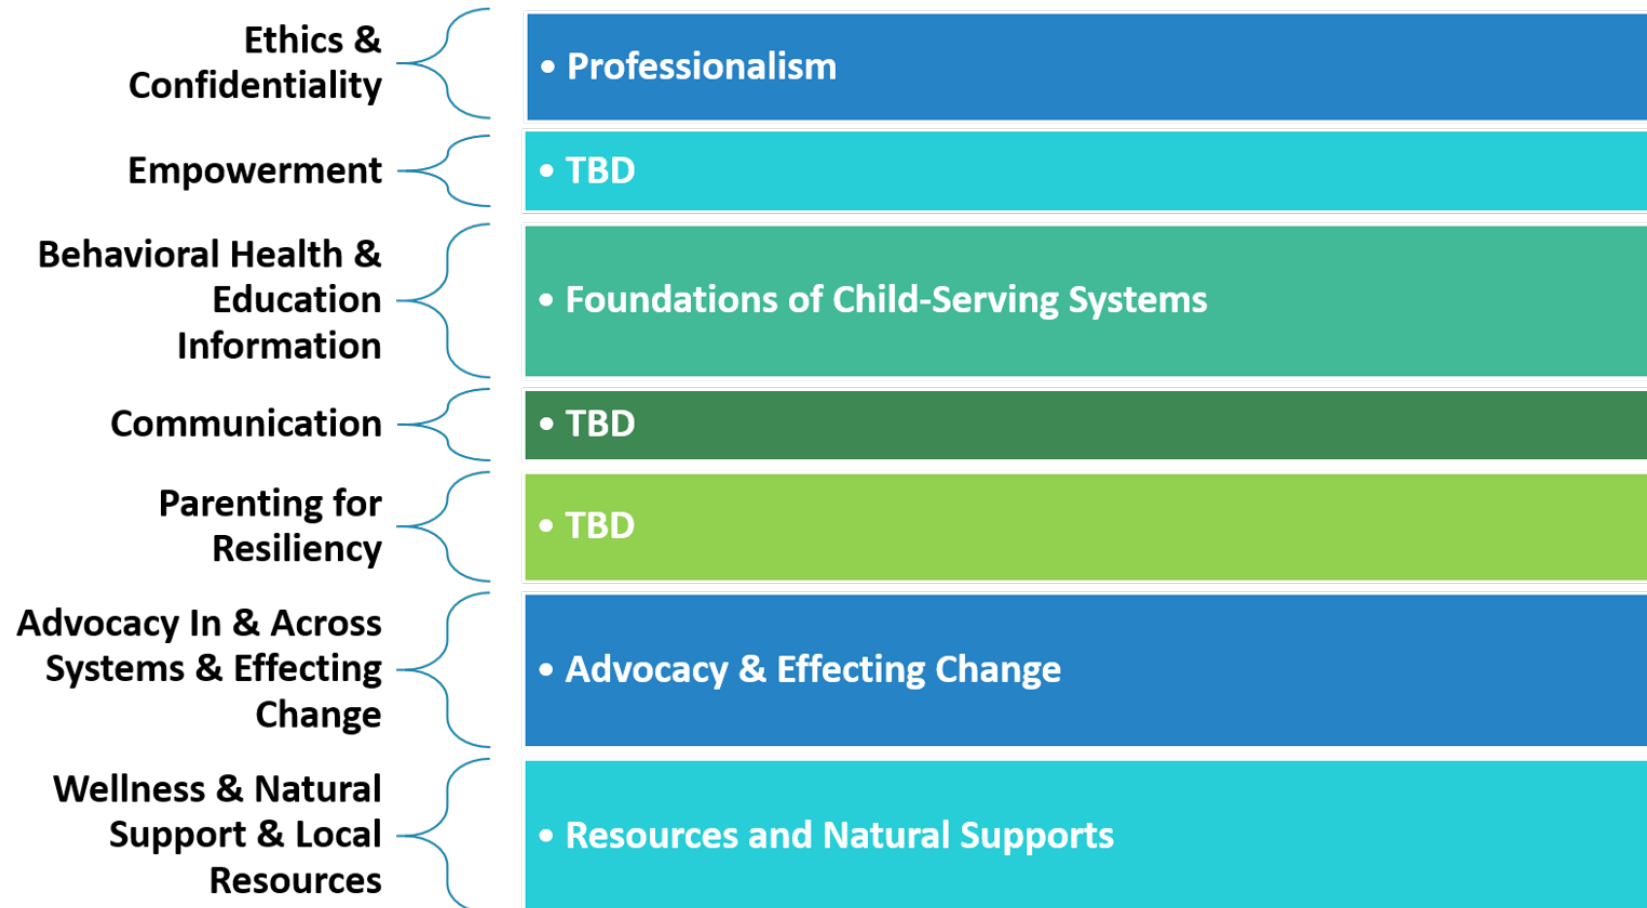 Ethics &
Confidentiality
• Professionalism
Empowerment
• TBD
Behavioral Health &
Education
Information
• Foundations of Child-Serving Systems
Communication
• TBD
Parenting for
Resiliency
• TBD
Advocacy In & Across
Systems & Effecting
Change
• Advocacy & Effecting Change
Wellness & Natural
Support & Local
Resources
• Resources and Natural Supports